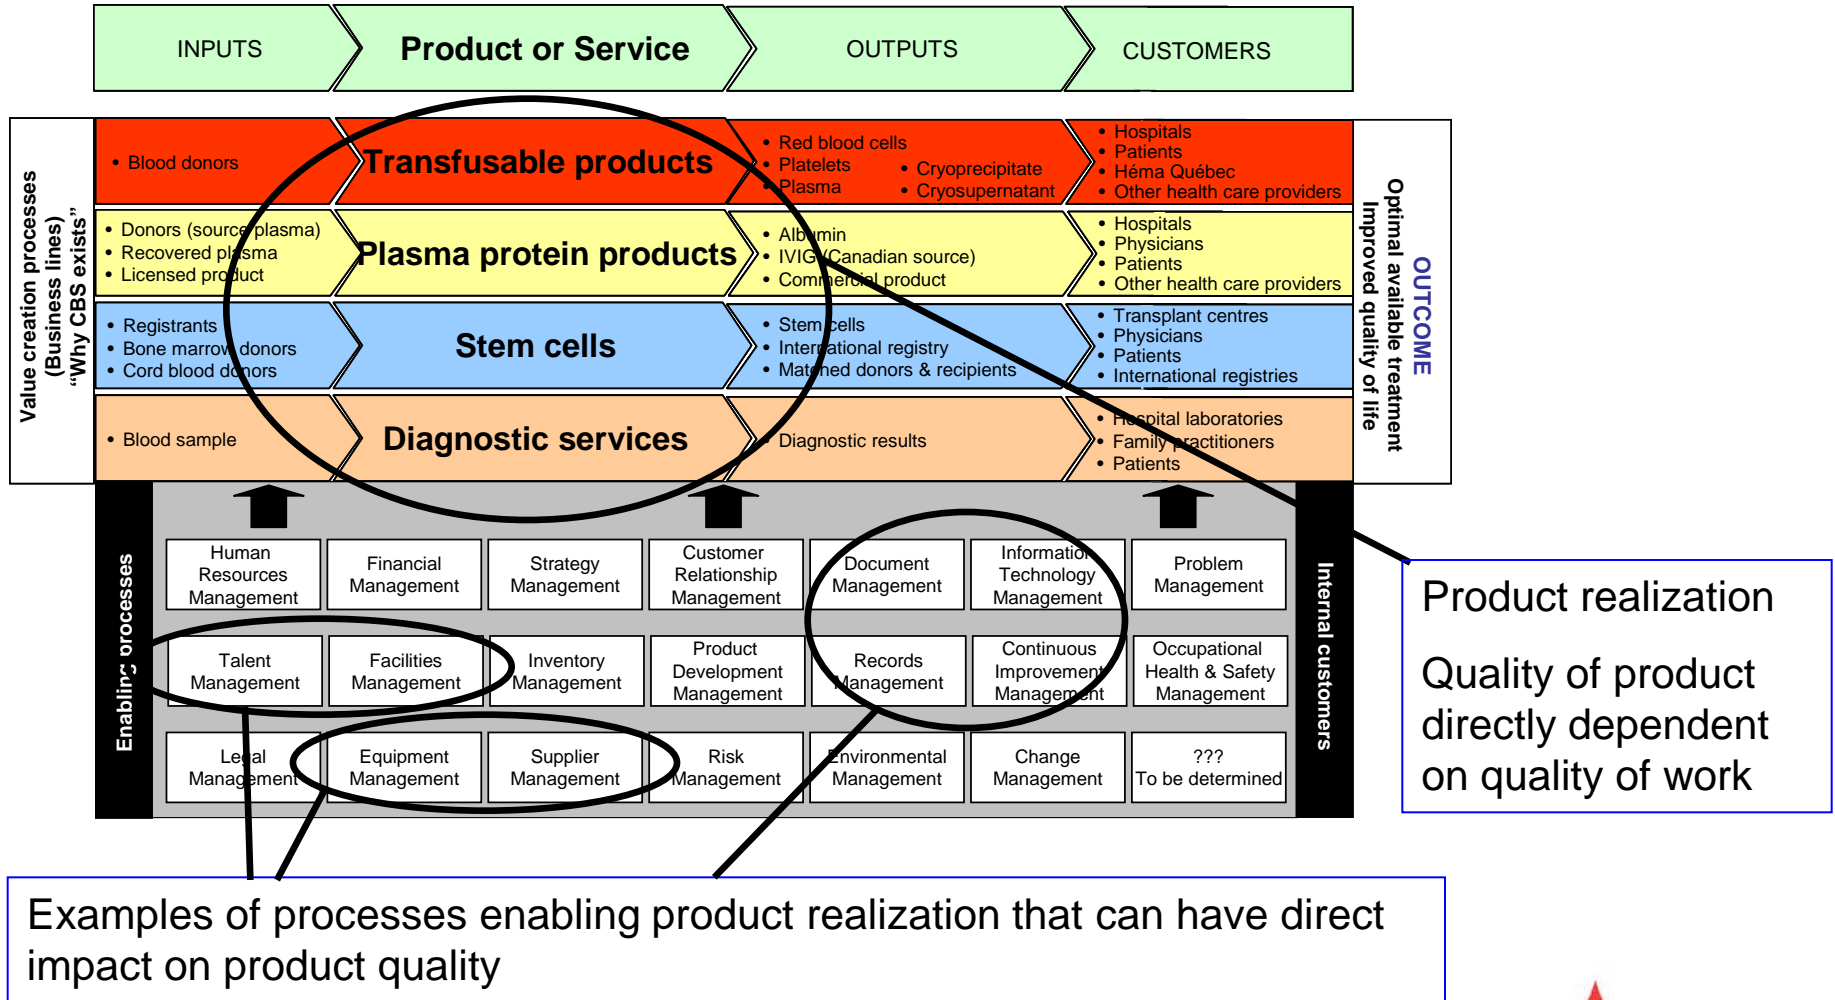 INPUTS
Product or Service
OUTPUTS
CUSTOMERS
Value creation processes
(Business lines)
“Why CBS exists”
• Blood donors
Transfusable products
• Red blood cells
• Platelets
• Plasma
• Cryoprecipitate
• Cryosupernatant
• Hospitals
• Patients
• Héma Québec
• Other health care providers
• Donors (source plasma)
• Recovered plasma
• Licensed product
Plasma protein products
• Albumin
• IVIG (Canadian source)
• Commercial product
• Hospitals
• Physicians
• Patients
• Other health care providers
• Registrants
• Bone marrow donors
• Cord blood donors
Stem cells
• Stem cells
• International registry
• Matched donors & recipients
• Transplant centres
• Physicians
• Patients
• International registries
• Blood sample
Diagnostic services
• Diagnostic results
• Hospital laboratories
• Family practitioners
• Patients
OUTCOME
Optimal available treatment
Improved quality of life
Enabling processes
Human
Resources
Management
Financial
Management
Strategy
Management
Customer
Relationship
Management
Document
Management
Information
Technology
Management
Problem
Management
Talent
Management
Facilities
Management
Inventory
Management
Product
Development
Management
Records
Management
Continuous
Improvement
Management
Occupational
Health & Safety
Management
Legal
Management
Equipment
Management
Supplier
Management
Risk
Management
Environmental
Management
Change
Management
???
To be determined
Internal customers
Product realization
Quality of product
directly dependent
on quality of work
Examples of processes enabling product realization that can have direct
impact on product quality